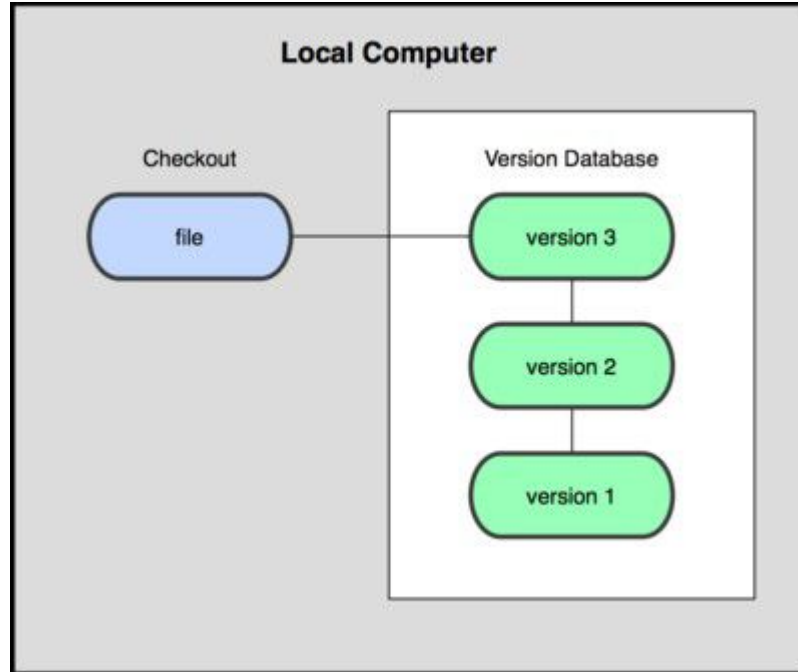 Local Computer
Checkout
Version Database
file
version 3
version 2
version 1